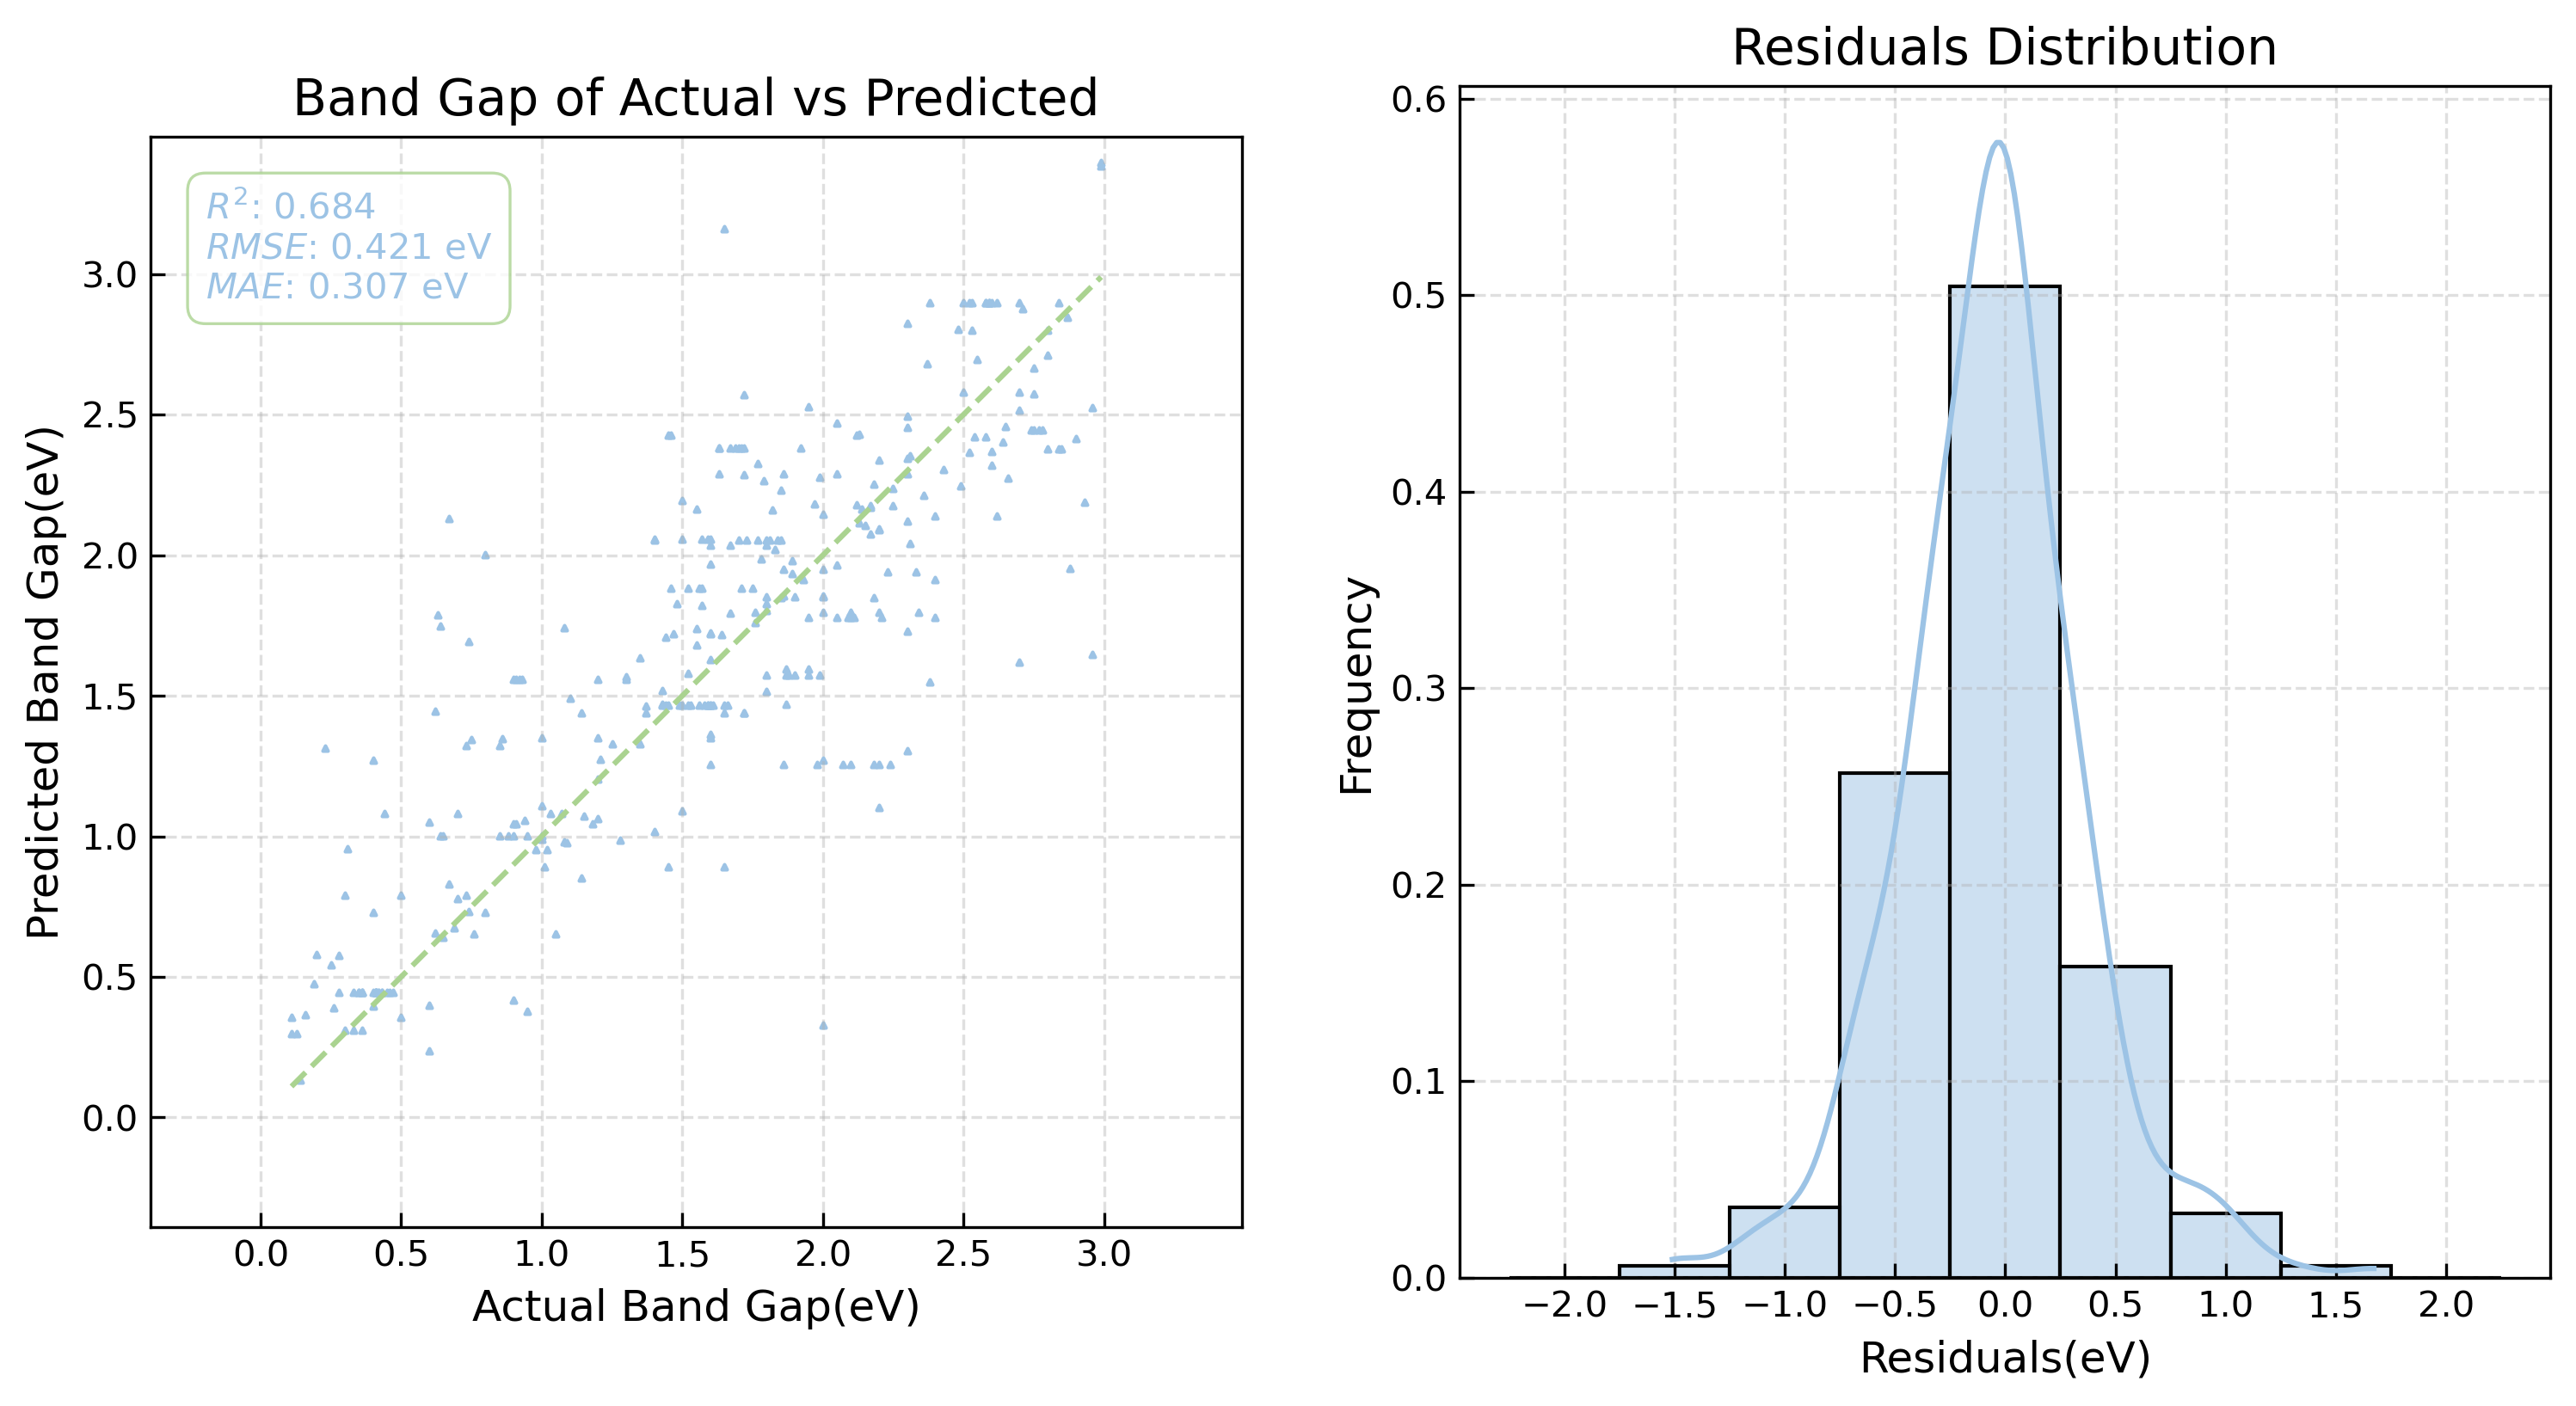 Band Gap of Actual vs Predicted
R²: 0.684
RMSE: 0.421 eV
MAE: 0.307 eV
3.0
2.5
2.0
1.5
1.0
0.5
0.0
Predicted Band Gap(eV)
0.0 0.5 1.0 1.5 2.0 2.5 3.0
Actual Band Gap(eV)
Residuals Distribution
0.6
0.5
0.4
0.3
0.2
0.1
0.0
Frequency
−2.0 −1.5 −1.0 −0.5 0.0 0.5 1.0 1.5 2.0
Residuals(eV)